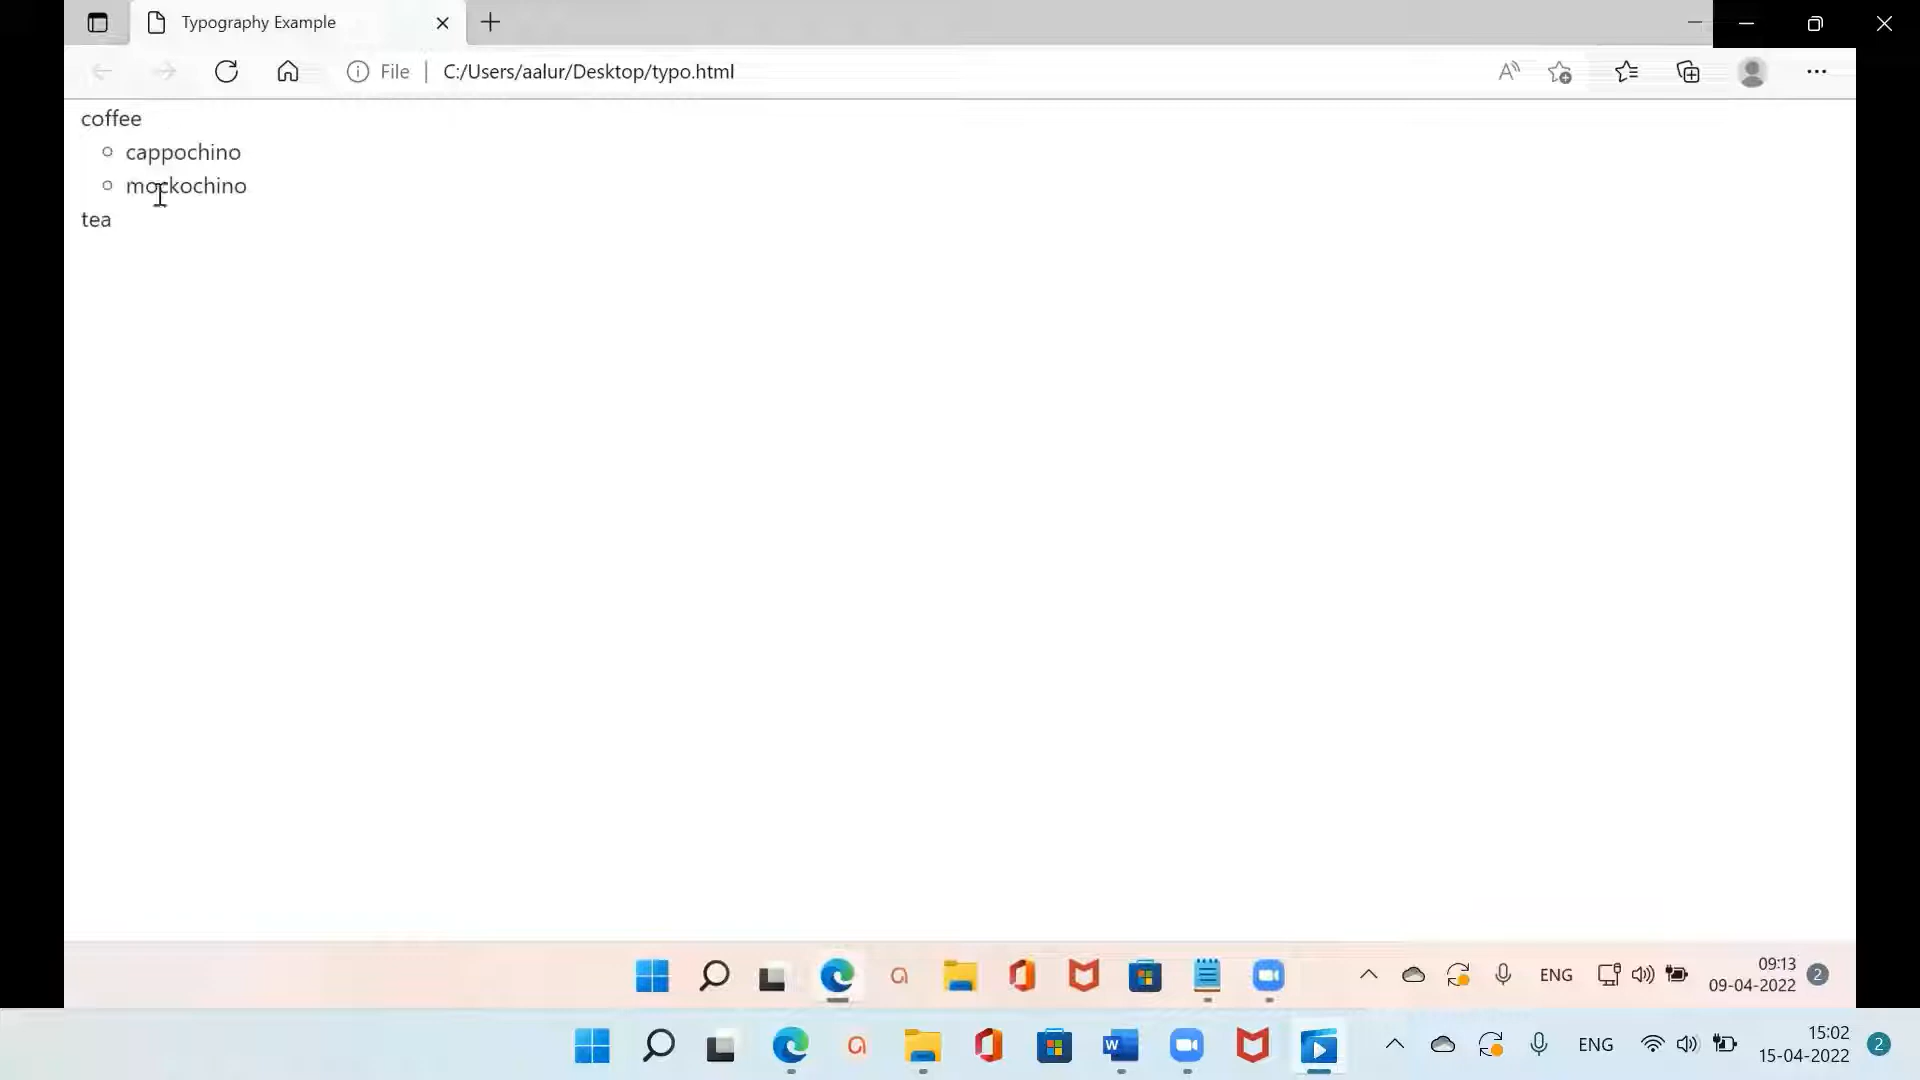 Typography Example
File
C:/Users/aalur/Desktop/typo.html
coffee
cappochino
mockochino
tea
ENG
09:13
09-04-2022
2
ENG
15:02
15-04-2022
2